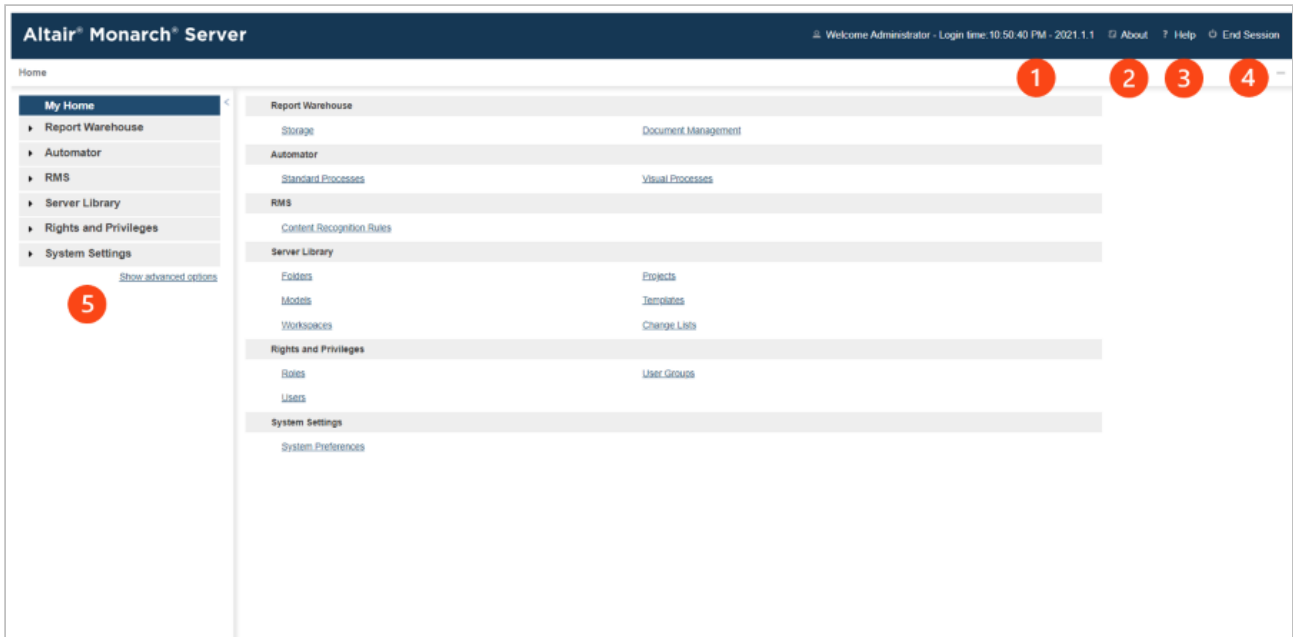 Altair® Monarch® Server
Welcome Administrator - Login time: 10:50:40 PM - 2021.1.1 About ? Help End Session
Home
1 2 3 4
My Home
Report Warehouse
Automator
RMS
Server Library
Rights and Privileges
System Settings
Show advanced options
5
Report Warehouse
Storage Document Management
Automator
Standard Processes Visual Processes
RMS
Content Recognition Rules
Server Library
Folders Projects
Models Templates
Workspaces Change Lists
Rights and Privileges
Roles User Groups
Users
System Settings
System Preferences